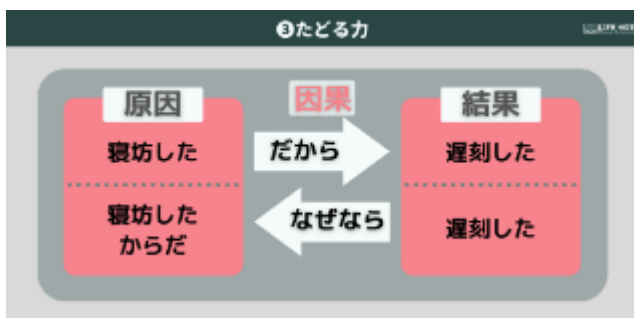 ❸たどる力
原因
因果
結果
寝坊した
だから
遅刻した
寝坊した
からだ
なぜなら
遅刻した